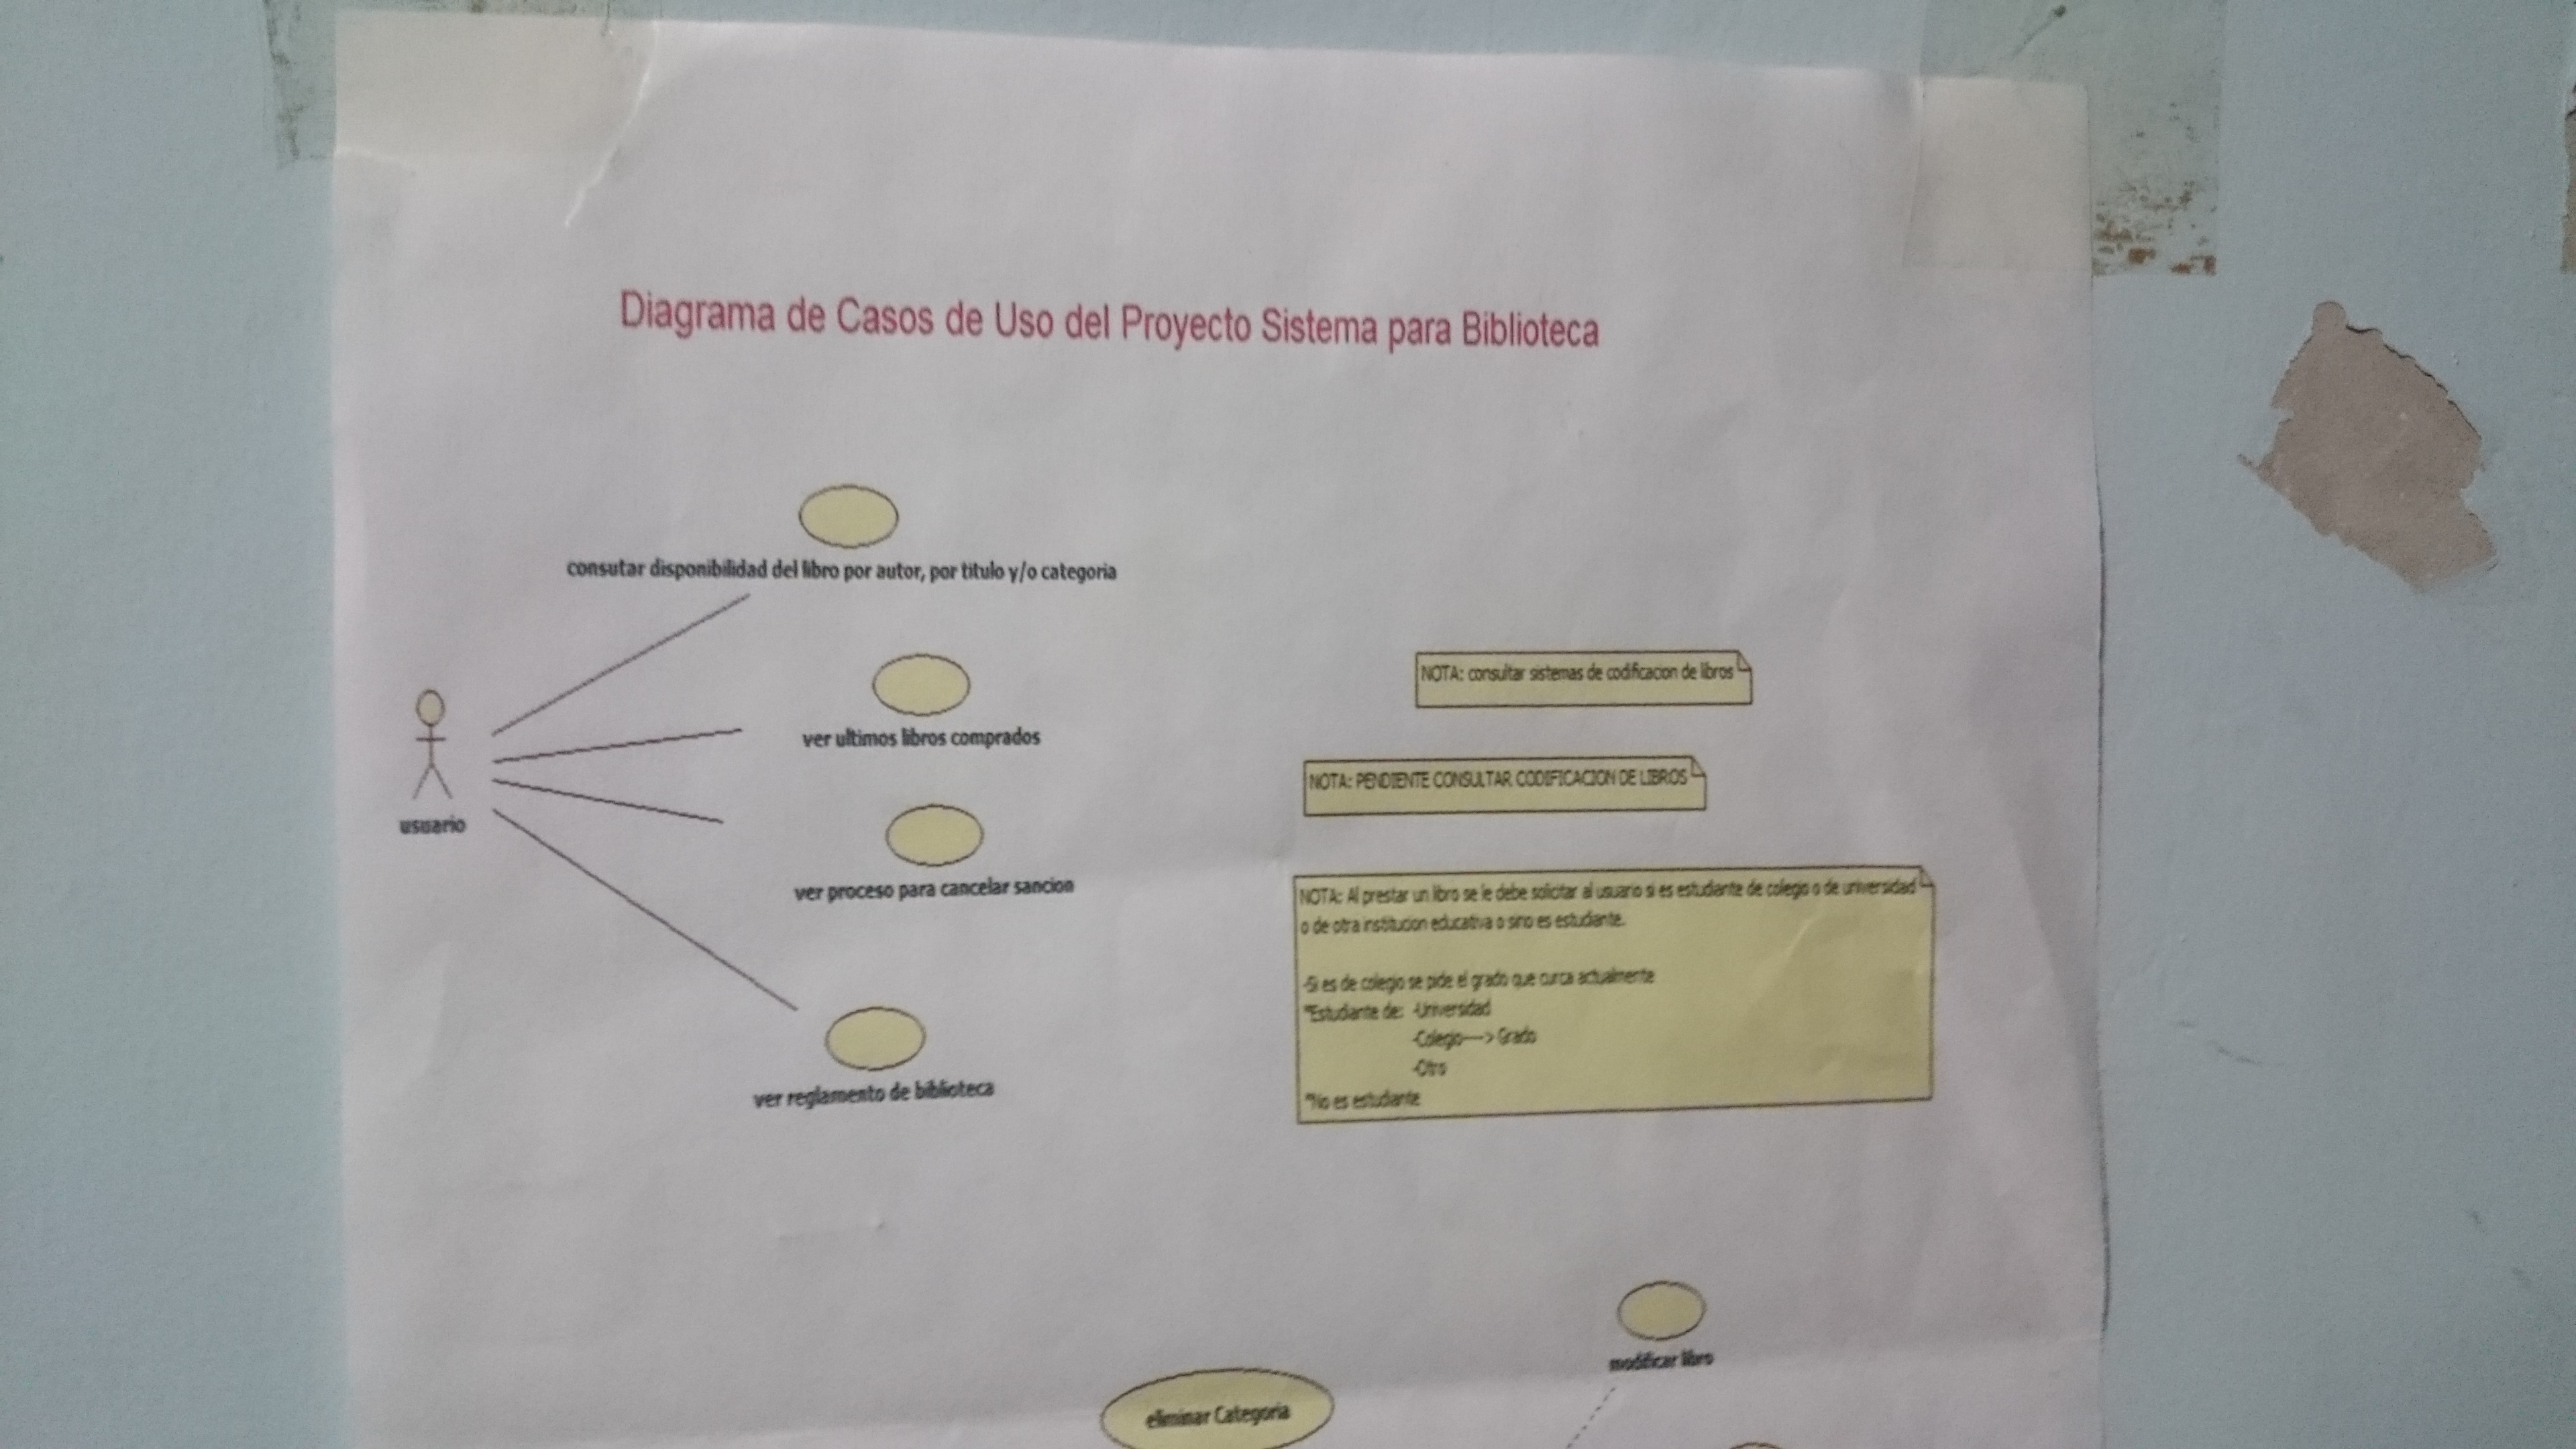 Diagrama de Casos de Uso del Proyecto Sistema para Biblioteca
consutar disponibilidad del libro por autor, por titulo y/o categoria
ver ultimos libros comprados
usuario
ver proceso para cancelar sancion
ver reglamento de biblioteca
NOTA: consultar sistemas de codificacion de libros
NOTA: PENDIENTE CONSULTAR CODIFICACION DE LIBROS
NOTA: Al prestar un libro se le debe solicitar al usuario si es estudiante de colegio o de universidad
o de otra institucion educativa o sino es estudiante.
-Si es de colegio se pide el grado que curca actualmente
*Estudiante de: -Universidad
-Colegio---->Grado
-Otro
*No es estudiante
modificar libro
eliminar Categoria